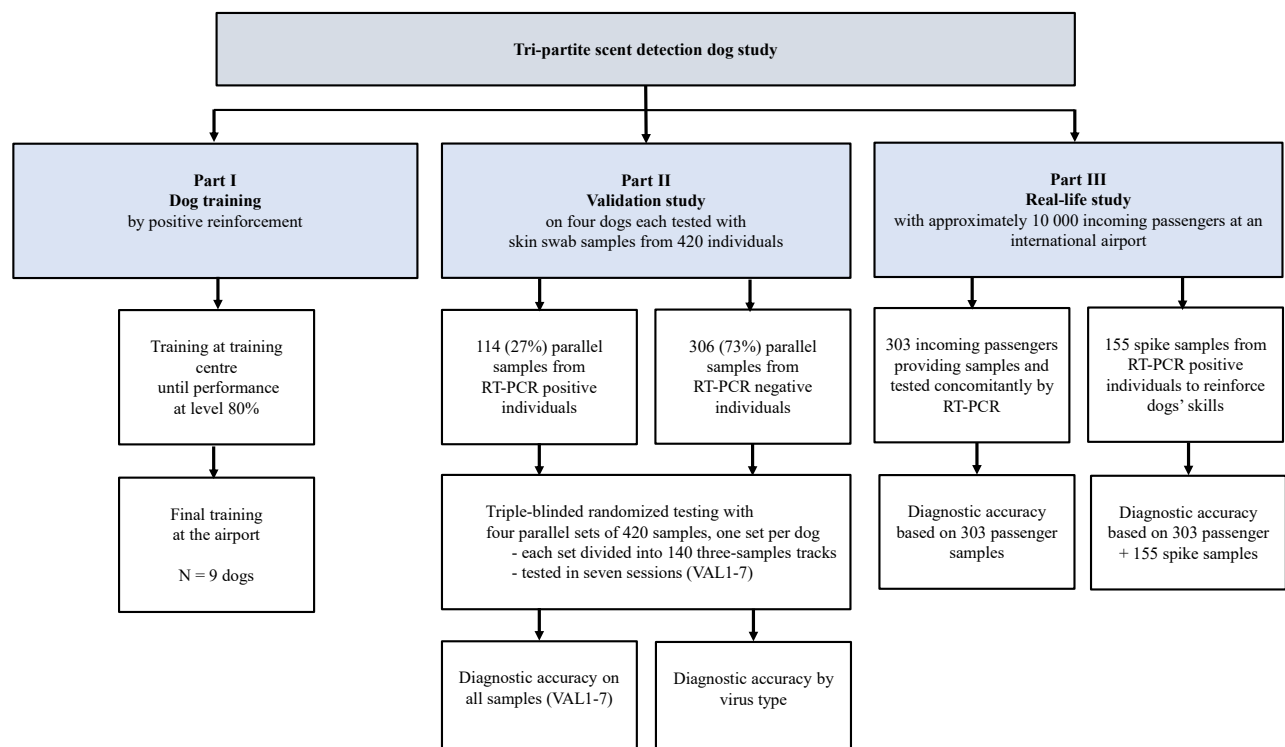 Tri-partite scent detection dog study
Part I
Dog training
by positive reinforcement
Part II
Validation study
on four dogs each tested with
skin swab samples from 420 individuals
Part III
Real-life study
with approximately 10 000 incoming passengers at an
international airport
Training at training
centre
until performance
at level 80%
114 (27%) parallel
samples from
RT-PCR positive
individuals
306 (73%) parallel
samples from
RT-PCR negative
individuals
303 incoming passengers
providing samples and
tested concomitantly by
RT-PCR
155 spike samples from
RT-PCR positive
individuals to reinforce
dogs’ skills
Final training
at the airport
N = 9 dogs
Triple-blinded randomized testing with
four parallel sets of 420 samples, one set per dog
- each set divided into 140 three-samples tracks
- tested in seven sessions (VAL1-7)
Diagnostic accuracy
based on 303 passenger
samples
Diagnostic accuracy
based on 303 passenger
+ 155 spike samples
Diagnostic accuracy on
all samples (VAL1-7)
Diagnostic accuracy by
virus type